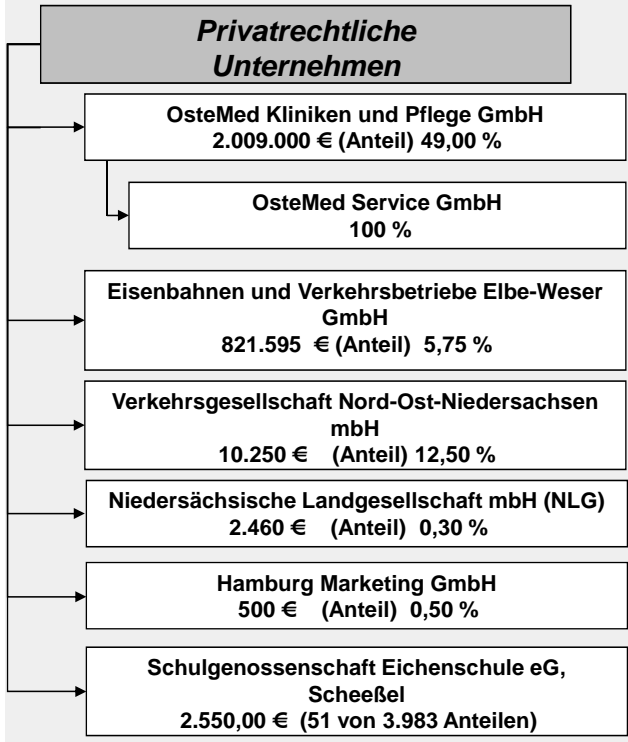 Privatrechtliche
Unternehmen
OsteMed Kliniken und Pflege GmbH
2.009.000 € (Anteil) 49,00 %
OsteMed Service GmbH
100 %
Eisenbahnen und Verkehrsbetriebe Elbe-Weser
GmbH
821.595 € (Anteil) 5,75 %
Verkehrsgesellschaft Nord-Ost-Niedersachsen
mbH
10.250 € (Anteil) 12,50 %
Niedersächsische Landgesellschaft mbH (NLG)
2.460 € (Anteil) 0,30 %
Hamburg Marketing GmbH
500 € (Anteil) 0,50 %
Schulgenossenschaft Eichenschule eG,
Scheeßel
2.550,00 € (51 von 3.983 Anteilen)